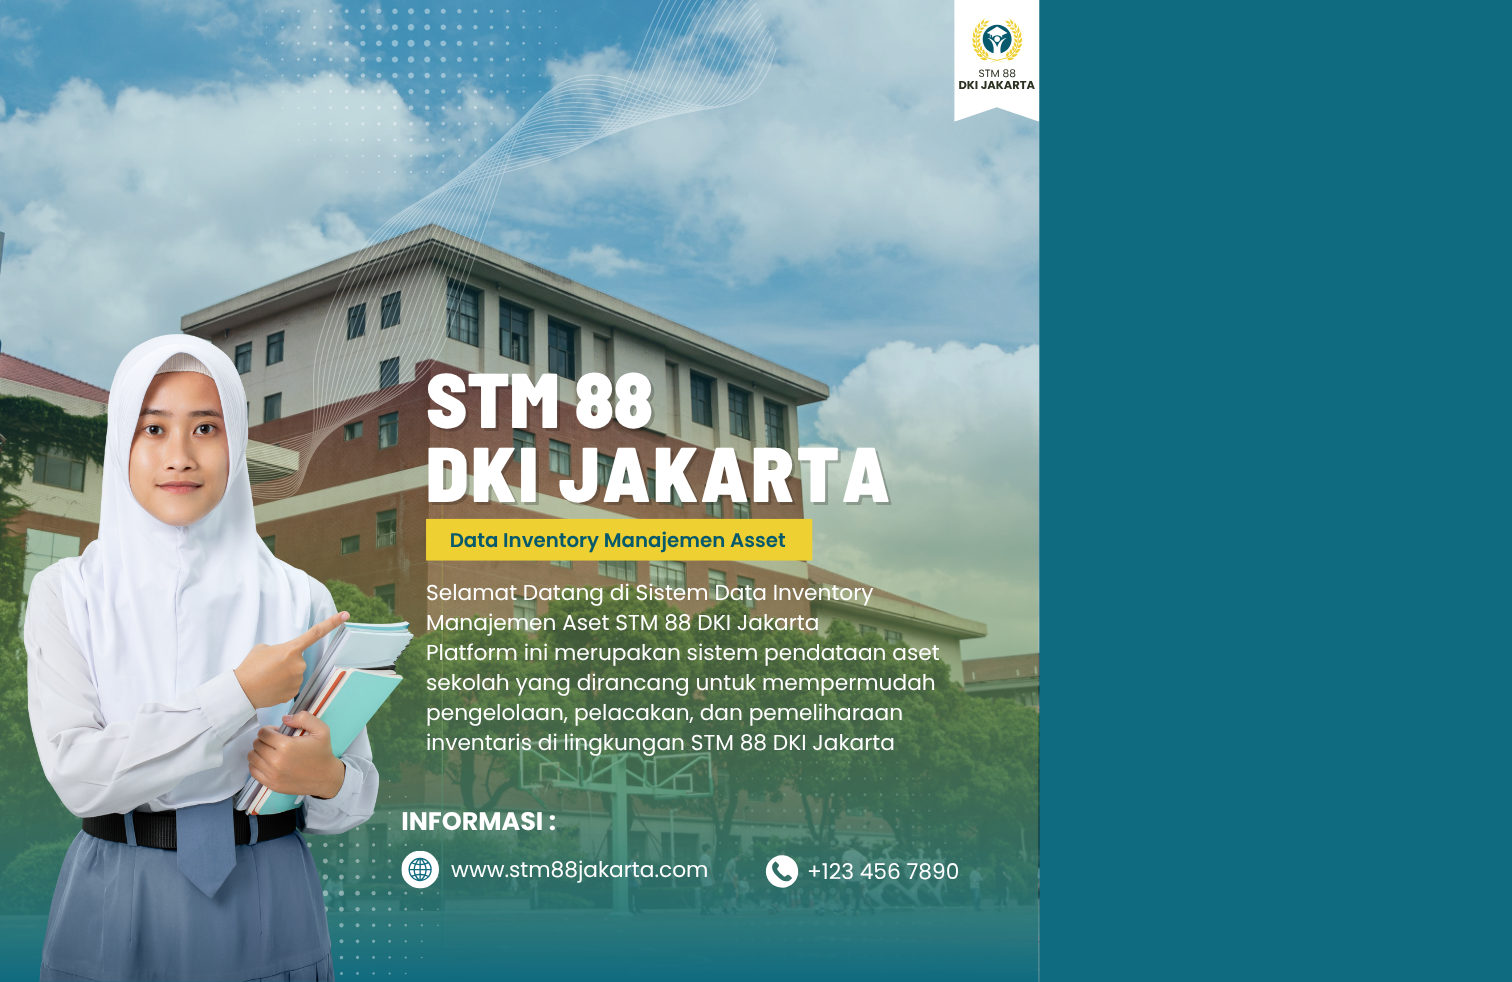 STM 88
DKI JAKARTA
STM 88
DKI JAKARTA
Data Inventory Manajemen Asset
Selamat Datang di Sistem Data Inventory
Manajemen Aset STM 88 DKI Jakarta
Platform ini merupakan sistem pendataan aset
sekolah yang dirancang untuk mempermudah
pengelolaan, pelacakan, dan pemeliharaan
inventaris di lingkungan STM 88 DKI Jakarta
INFORMASI :
www.stm88jakarta.com
+123 456 7890